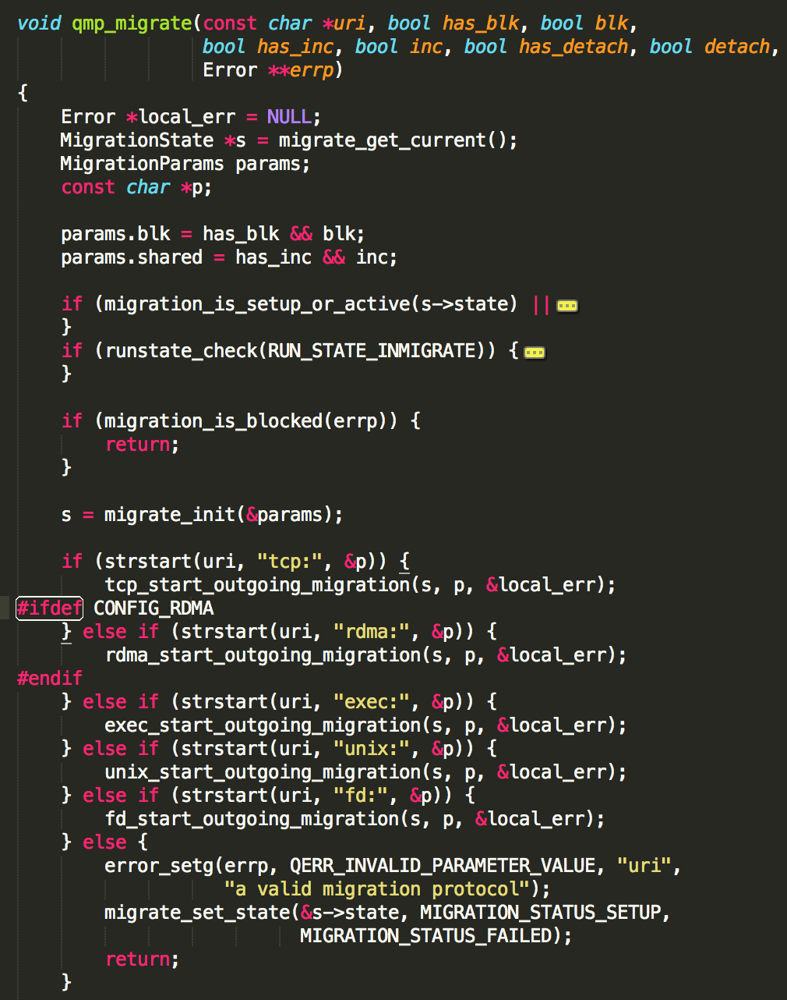 void qmp_migrate(const char *uri, bool has_blk, bool blk,
                 bool has_inc, bool inc, bool has_detach, bool detach,
                 Error **errp)
{
    Error *local_err = NULL;
    MigrationState *s = migrate_get_current();
    MigrationParams params;
    const char *p;

    params.blk = has_blk && blk;
    params.shared = has_inc && inc;

    if (migration_is_setup_or_active(s->state) ||
    }
    if (runstate_check(RUN_STATE_INMIGRATE)) {
    }

    if (migration_is_blocked(errp)) {
        return;
    }

    s = migrate_init(&params);

    if (strstart(uri, "tcp:", &p)) {
        tcp_start_outgoing_migration(s, p, &local_err);
#ifdef CONFIG_RDMA
    } else if (strstart(uri, "rdma:", &p)) {
        rdma_start_outgoing_migration(s, p, &local_err);
#endif
    } else if (strstart(uri, "exec:", &p)) {
        exec_start_outgoing_migration(s, p, &local_err);
    } else if (strstart(uri, "unix:", &p)) {
        unix_start_outgoing_migration(s, p, &local_err);
    } else if (strstart(uri, "fd:", &p)) {
        fd_start_outgoing_migration(s, p, &local_err);
    } else {
        error_setg(errp, QERR_INVALID_PARAMETER_VALUE, "uri",
                   "a valid migration protocol");
        migrate_set_state(&s->state, MIGRATION_STATUS_SETUP,
                          MIGRATION_STATUS_FAILED);
        return;
    }